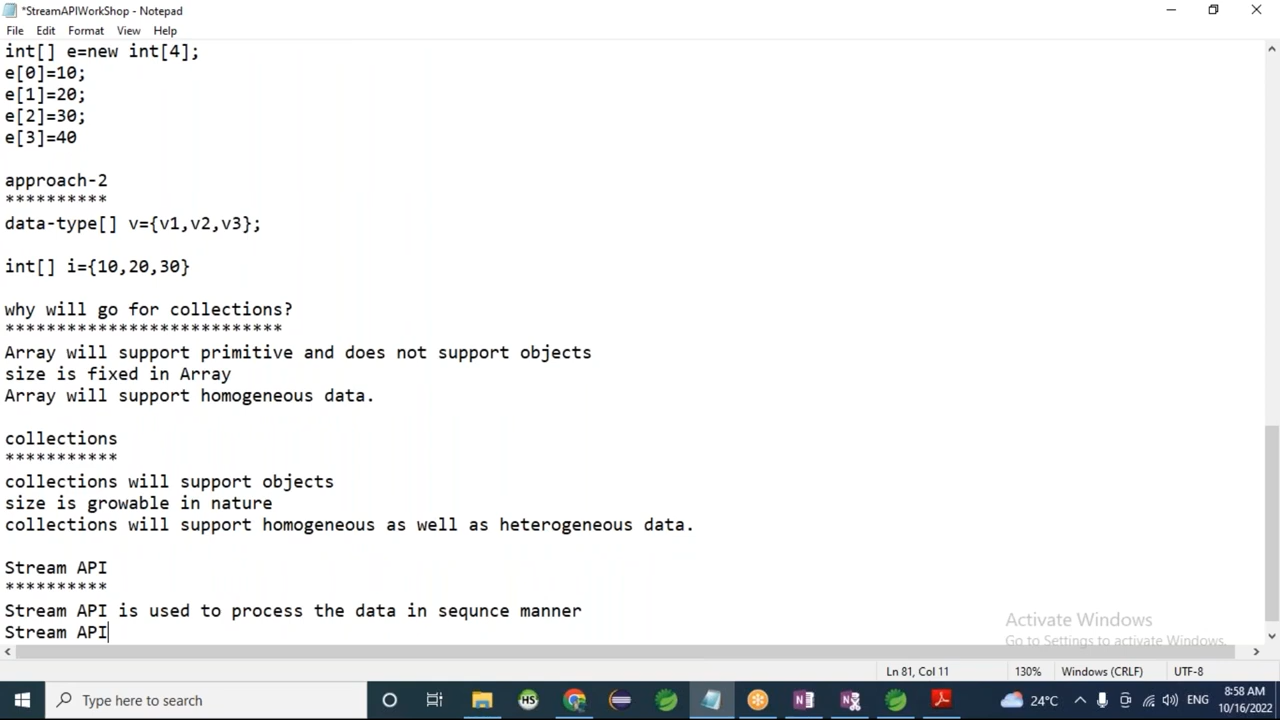 *StreamAPIWorkShop - Notepad
File Edit Format View Help
int[] e=new int[4];
e[0]=10;
e[1]=20;
e[2]=30;
e[3]=40
approach-2
**********
data-type[] v={v1,v2,v3};
int[] i={10,20,30}
why will go for collections?
***************************
Array will support primitive and does not support objects
size is fixed in Array
Array will support homogeneous data.
collections
***********
collections will support objects
size is growable in nature
collections will support homogeneous as well as heterogeneous data.
Stream API
**********
Stream API is used to process the data in sequnce manner
Stream API
Activate Windows
Go to Settings to activate Windows.
Ln 81, Col 11 130% Windows (CRLF) UTF-8
Type here to search
HS
24°C ENG 8:58 AM
10/16/2022